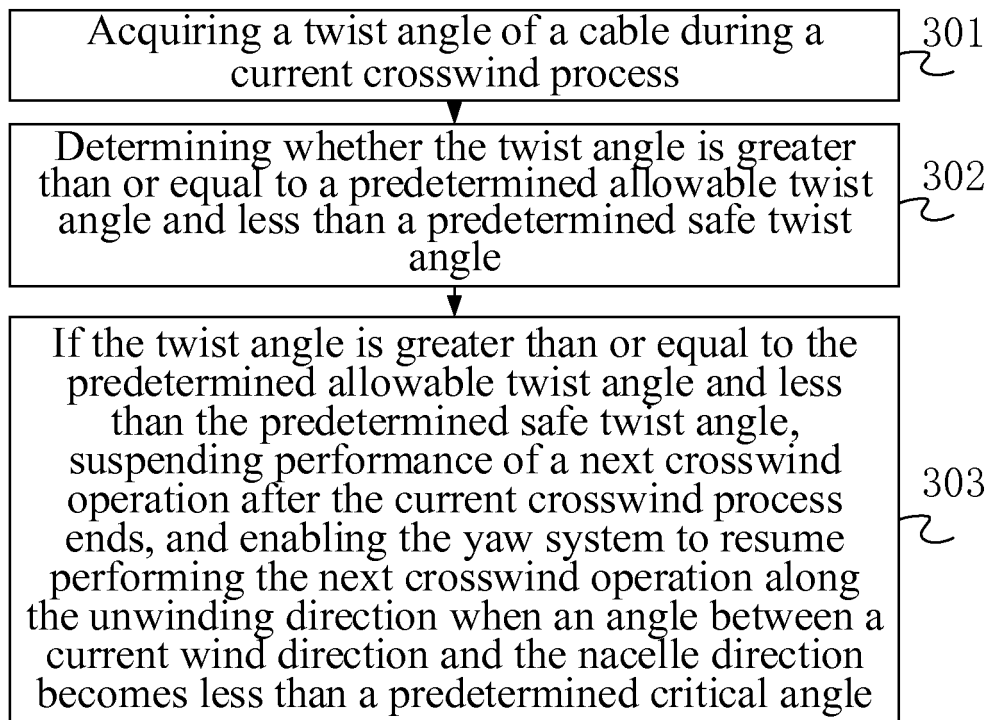 Acquiring a twist angle of a cable during a
current crosswind process
301
Determining whether the twist angle is greater
than or equal to a predetermined allowable twist
angle and less than a predetermined safe twist
angle
302
If the twist angle is greater than or equal to the
predetermined allowable twist angle and less
than the predetermined safe twist angle,
suspending performance of a next crosswind
operation after the current crosswind process
ends, and enabling the yaw system to resume
performing the next crosswind operation along
the unwinding direction when an angle between a
current wind direction and the nacelle direction
becomes less than a predetermined critical angle
303